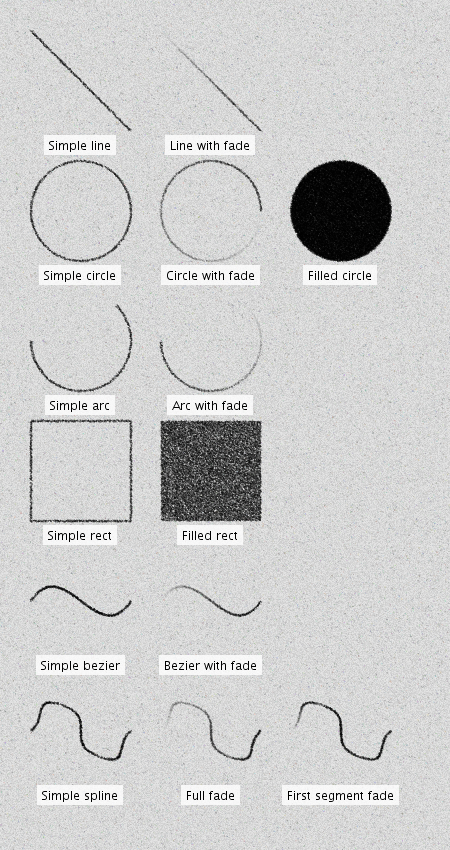 Simple line
Line with fade
Simple circle
Circle with fade
Filled circle
Simple arc
Arc with fade
Simple rect
Filled rect
Simple bezier
Bezier with fade
Simple spline
Full fade
First segment fade